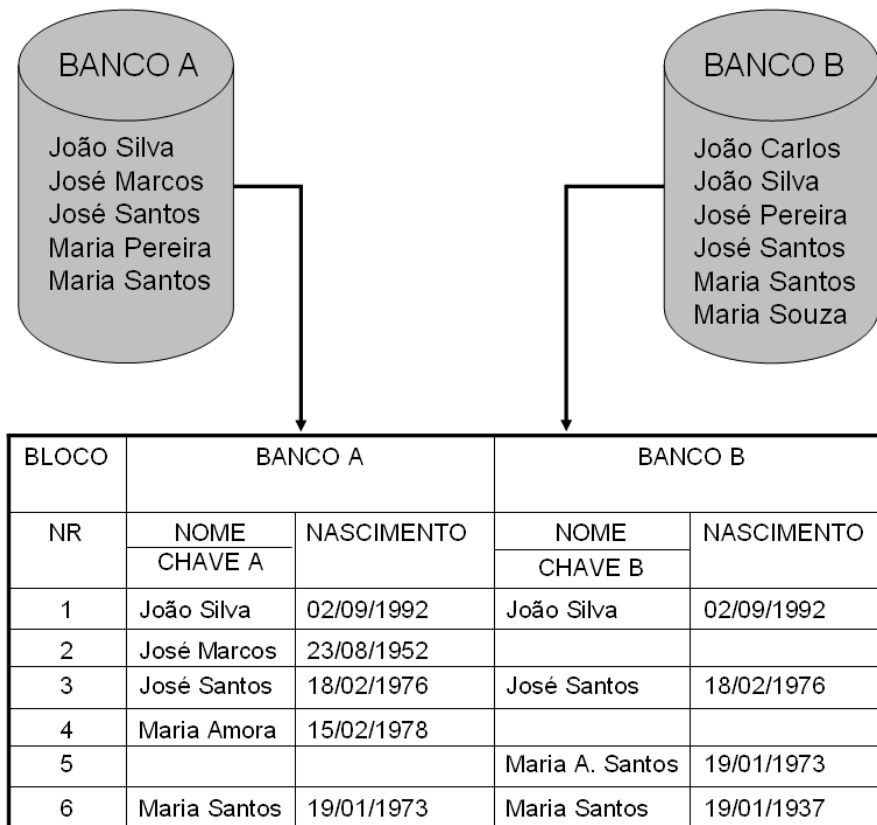 BANCO A
João Silva
José Marcos
José Santos
Maria Pereira
Maria Santos
BANCO B
João Carlos
João Silva
José Pereira
José Santos
Maria Santos
Maria Souza
BLOCO BANCO A BANCO B
NR NOME NASCIMENTO NOME NASCIMENTO
CHAVE A CHAVE B
1 João Silva 02/09/1992 João Silva 02/09/1992
2 José Marcos 23/08/1952
3 José Santos 18/02/1976 José Santos 18/02/1976
4 Maria Amora 15/02/1978
5 Maria A. Santos 19/01/1973
6 Maria Santos 19/01/1973 Maria Santos 19/01/1937